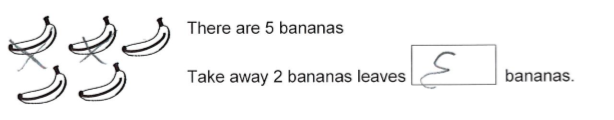 There are 5 bananas
Take away 2 bananas leaves bananas.